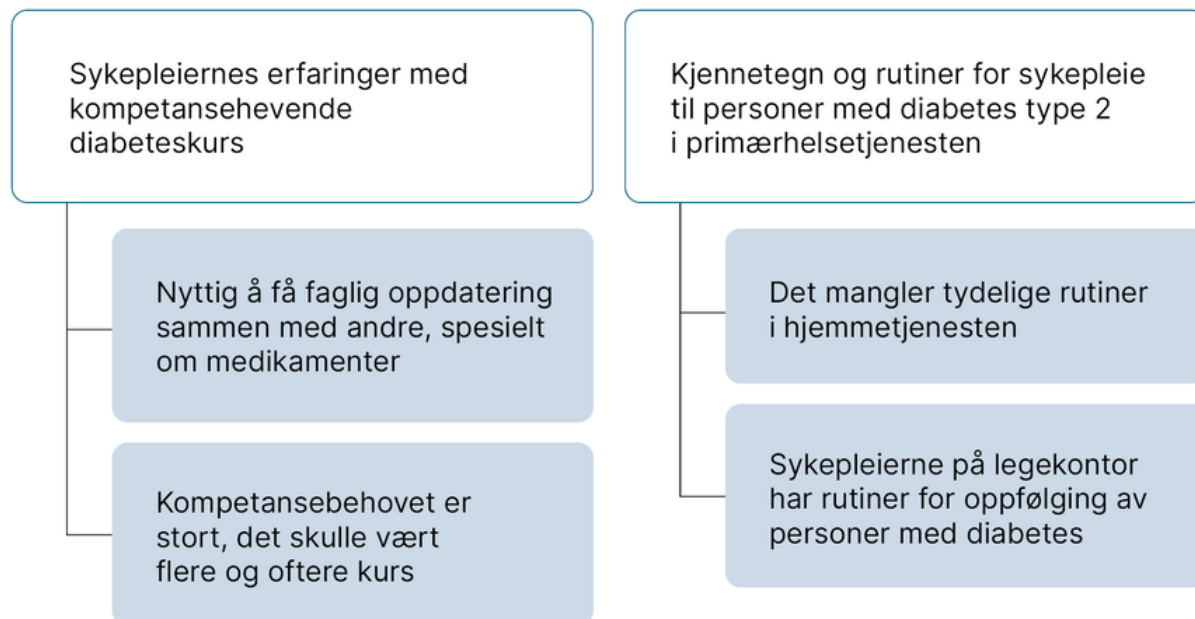 Sykepleiernes erfaringer med
kompetansehevende
diabeteskurs
Nyttig å få faglig oppdatering
sammen med andre, spesielt
om medikamenter
Kompetansebehovet er
stort, det skulle vært
flere og oftere kurs
Kjennetegn og rutiner for sykepleie
til personer med diabetes type 2
i primærhelsetjenesten
Det mangler tydelige rutiner
i hjemmetjenesten
Sykepleierne på legekontor
har rutiner for oppfølging av
personer med diabetes